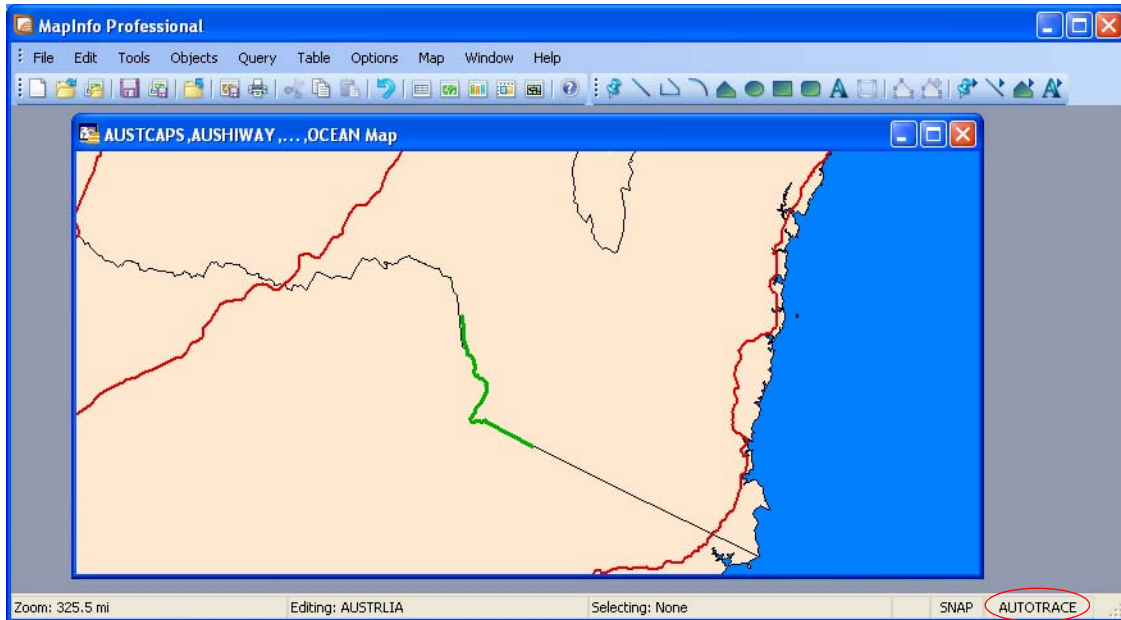 MapInfo Professional
File Edit Tools Objects Query Table Options Map Window Help
AUSTCAPS,AUSHIWAY,...,OCEAN Map
Zoom: 325.5 mi Editing: AUSTRLIA Selecting: None SNAP AUTOTRACE